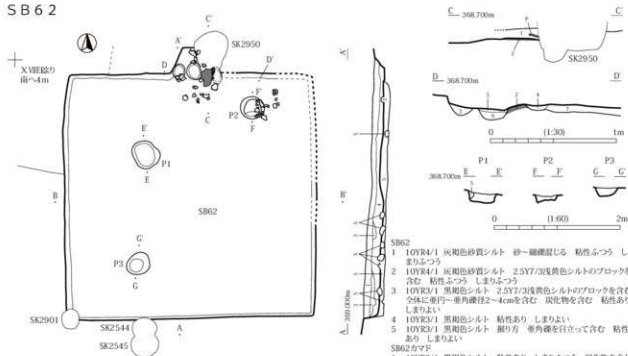 SB62
C'
A'
SK2950
D
D'
南へ4m
F'
P2
F
C
E'
P1
E
B
SB62
B'
G'
P3
G
SK2901
SK2544
SK2545
A
A'
368.700m
C
C'
368.700m
SK2950
D
D'
368.700m
0 (1:30) 1m
P1 P2 P3
E E' F F' G G'
368.700m
0 (1:60) 2m
A
369.000m
SB62
1 10YR4/1 灰褐色砂質シルト 砂~細礫混じる 粘性ふつう し
まりふつう
2 10YR4/1 灰褐色砂質シルト 2.5Y7/3浅黄色シルトのブロックを
含む 粘性ふつう しまりふつう
3 10YR3/1 黒褐色シルト 2.5Y7/3浅黄色シルトのブロックを含む
全体に亜円~亜角礫径2~4cmを含む 炭化物を含む 粘性あり
しまりよい
4 10YR3/1 黒褐色シルト 粘性あり しまりよい
5 10YR3/1 黒褐色シルト 掘り方 亜角礫を目立って含む 粘性
あり しまりよい
SB62カマド